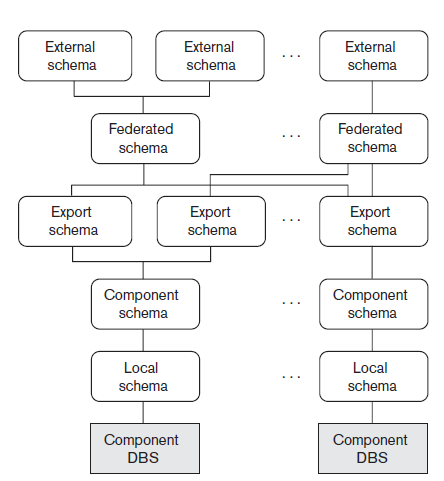 External
schema
External
schema
. . .
External
schema
Federated
schema
. . .
Federated
schema
Export
schema
Export
schema
. . .
Export
schema
Component
schema
. . .
Component
schema
Local
schema
. . .
Local
schema
Component
DBS
Component
DBS